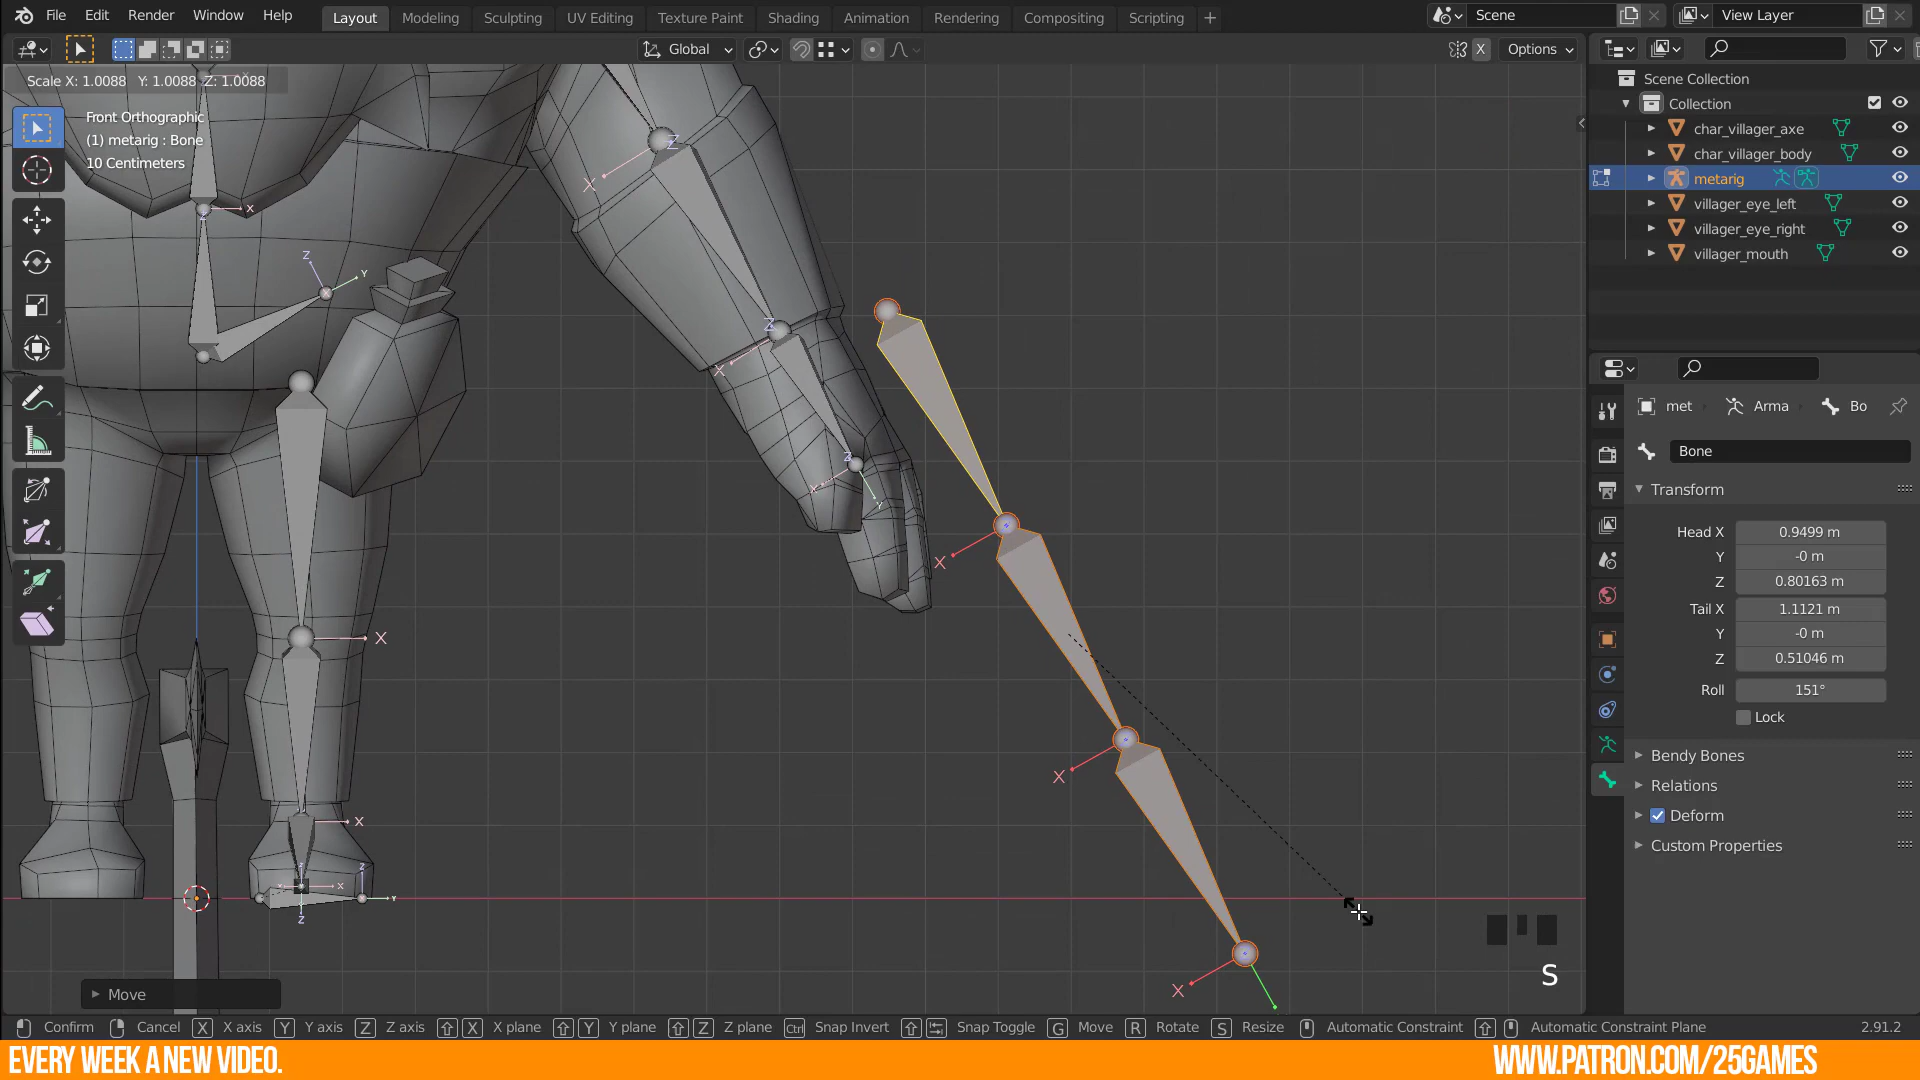 File Edit Render Window Help
Layout Modeling Sculpting UV Editing Texture Paint Shading Animation Rendering Compositing Scripting +
Scene
View Layer
Global
X
Options
Scale X: 1.0088 Y: 1.0088 Z: 1.0088
Front Orthographic
(1) metarig : Bone
10 Centimeters
Scene Collection
Collection
char_villager_axe
char_villager_body
metarig
villager_eye_left
villager_eye_right
villager_mouth
met Arma Bo
Bone
Transform
Head X 0.9499 m
Y -0 m
Z 0.80163 m
Tail X 1.1121 m
Y -0 m
Z 0.51046 m
Roll 151°
Lock
Bendy Bones
Relations
Deform
Custom Properties
S
Move
Confirm Cancel X X axis Y Y axis Z Z axis X X plane Y Y plane Z Z plane Ctrl Snap Invert Snap Toggle G Move R Rotate S Resize Automatic Constraint Automatic Constraint Plane 2.91.2
EVERY WEEK A NEW VIDEO.
WWW.PATRON.COM/25GAMES